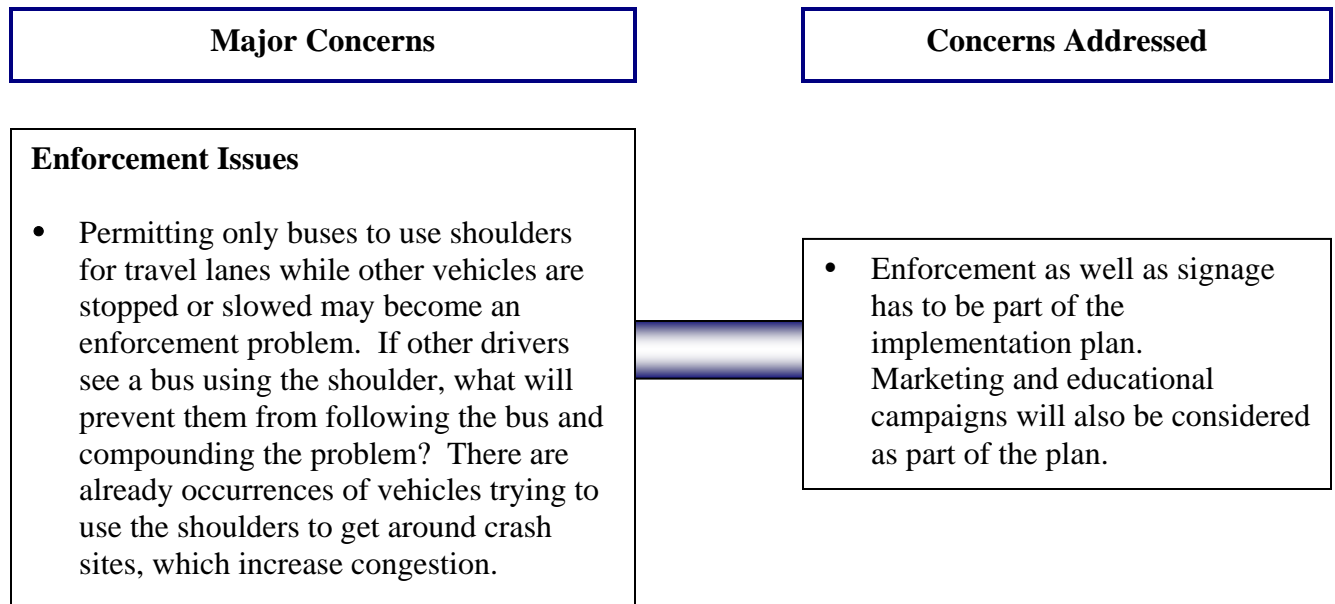 Major Concerns
Concerns Addressed
Enforcement Issues
• Permitting only buses to use shoulders
for travel lanes while other vehicles are
stopped or slowed may become an
enforcement problem.  If other drivers
see a bus using the shoulder, what will
prevent them from following the bus and
compounding the problem?  There are
already occurrences of vehicles trying to
use the shoulders to get around crash
sites, which increase congestion.
• Enforcement as well as signage
has to be part of the
implementation plan.
Marketing and educational
campaigns will also be considered
as part of the plan.